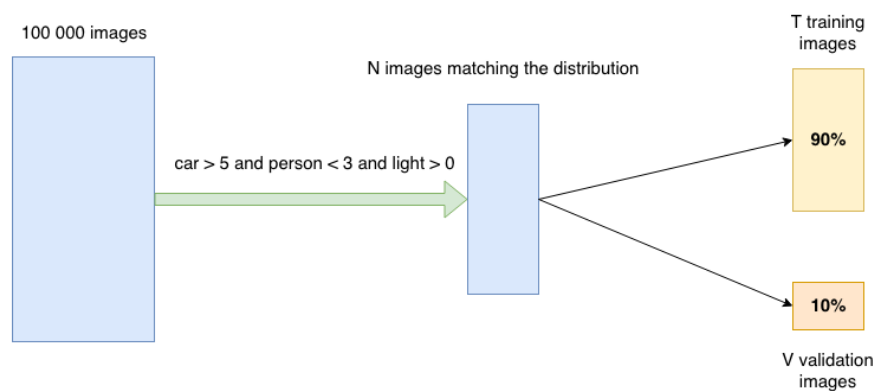 100 000 images
car > 5 and person < 3 and light > 0
N images matching the distribution
T training
images
90%
10%
V validation
images